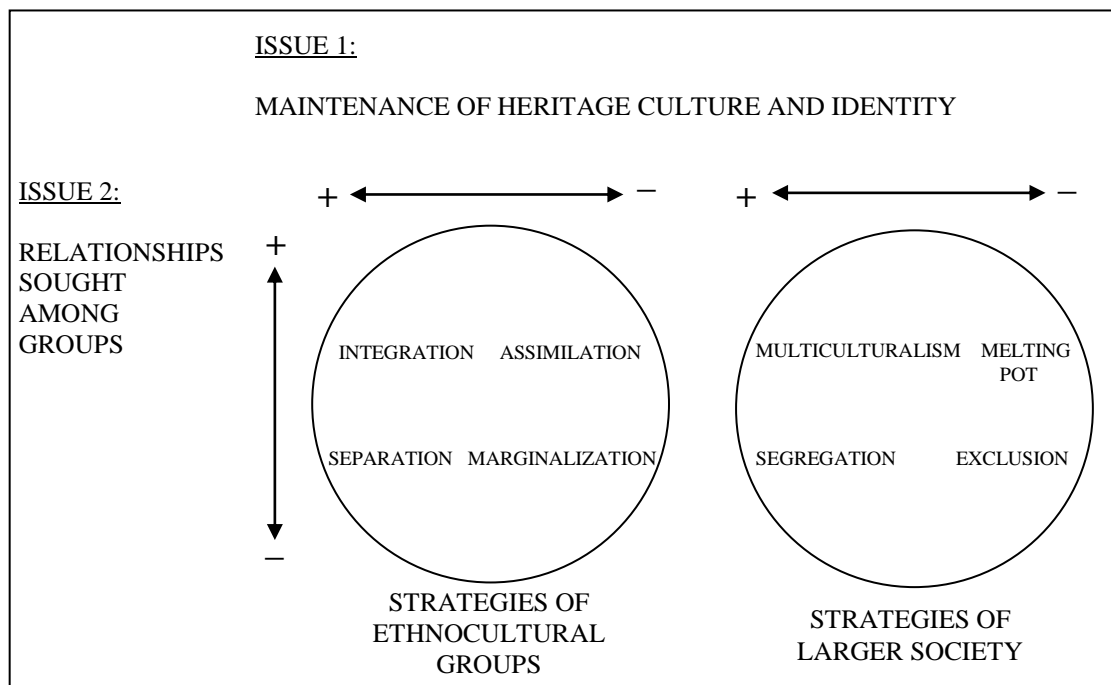 ISSUE 1:
MAINTENANCE OF HERITAGE CULTURE AND IDENTITY
ISSUE 2:
RELATIONSHIPS
SOUGHT
AMONG
GROUPS
+ −
+ −
+
−
INTEGRATION ASSIMILATION
SEPARATION MARGINALIZATION
STRATEGIES OF
ETHNOCULTURAL
GROUPS
MULTICULTURALISM MELTING
POT
SEGREGATION EXCLUSION
STRATEGIES OF
LARGER SOCIETY